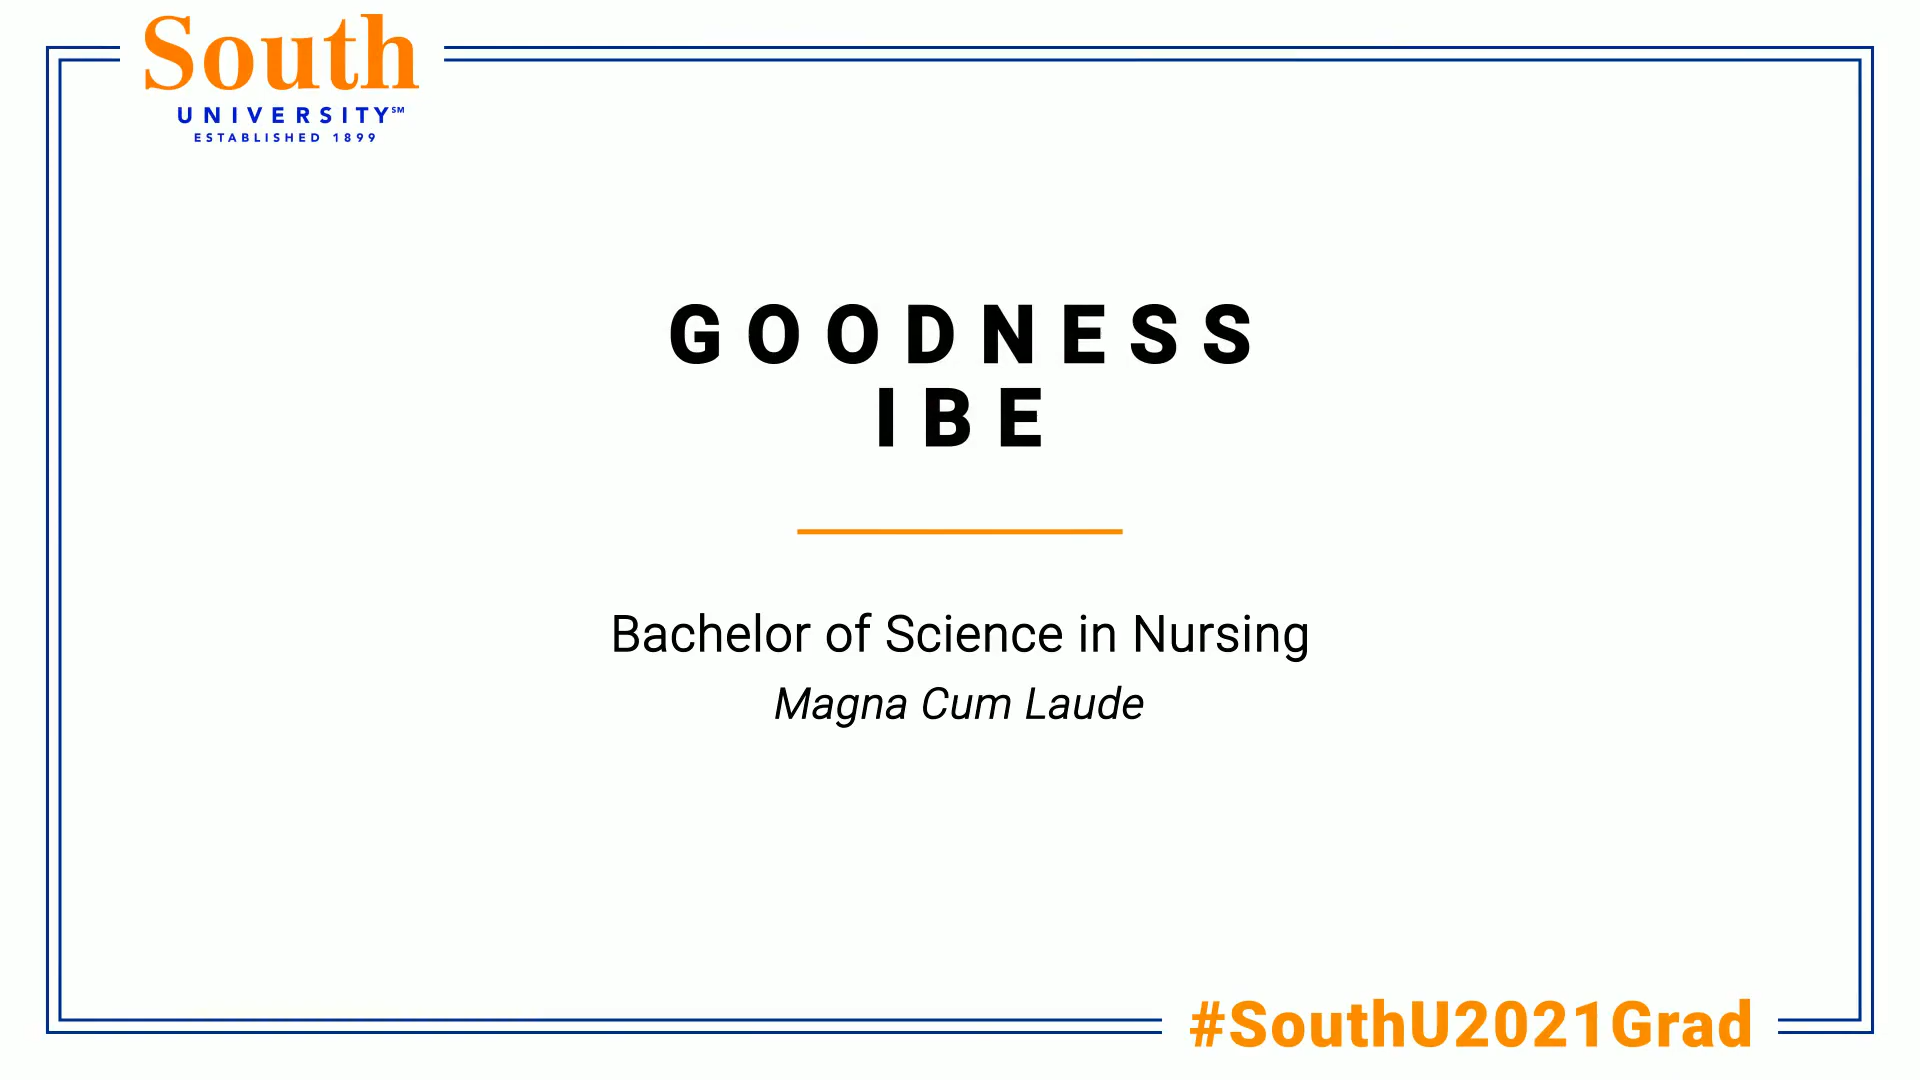 South
UNIVERSITY℠
ESTABLISHED 1899
GOODNESS
IBE
Bachelor of Science in Nursing
Magna Cum Laude
#SouthU2021Grad